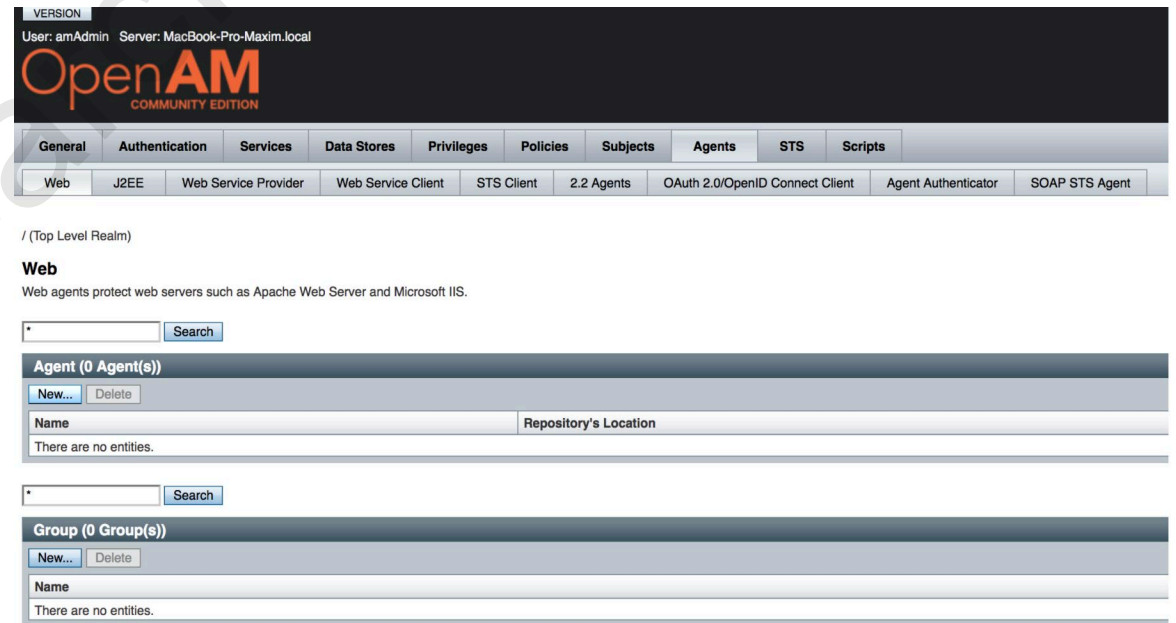 VERSION
User: amAdmin Server: MacBook-Pro-Maxim.local
OpenAM
COMMUNITY EDITION
General Authentication Services Data Stores Privileges Policies Subjects Agents STS Scripts
Web J2EE Web Service Provider Web Service Client STS Client 2.2 Agents OAuth 2.0/OpenID Connect Client Agent Authenticator SOAP STS Agent
/ (Top Level Realm)
Web
Web agents protect web servers such as Apache Web Server and Microsoft IIS.
* Search
Agent (0 Agent(s))
New... Delete
Name Repository's Location
There are no entities.
* Search
Group (0 Group(s))
New... Delete
Name
There are no entities.